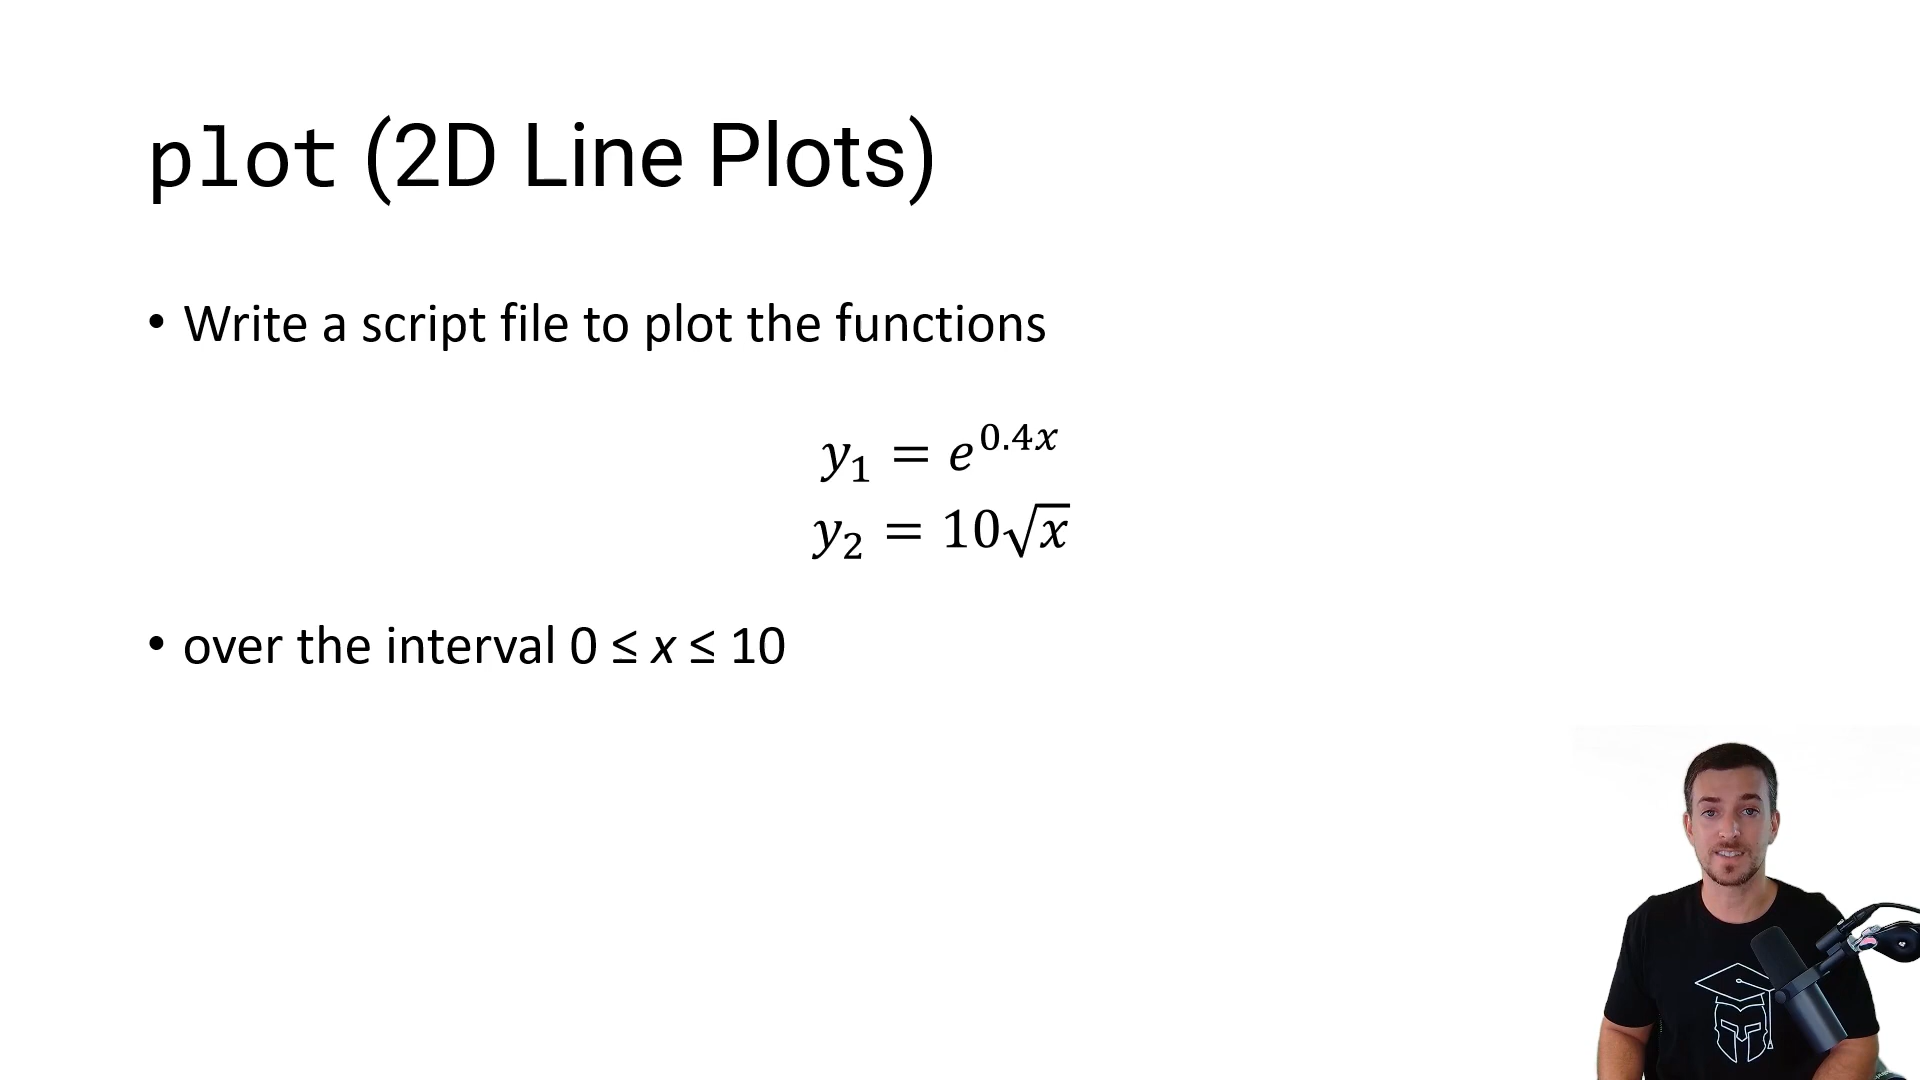 plot (2D Line Plots)
• Write a script file to plot the functions
y₁ = e^{0.4x}
y₂ = 10√x
• over the interval 0 ≤ x ≤ 10